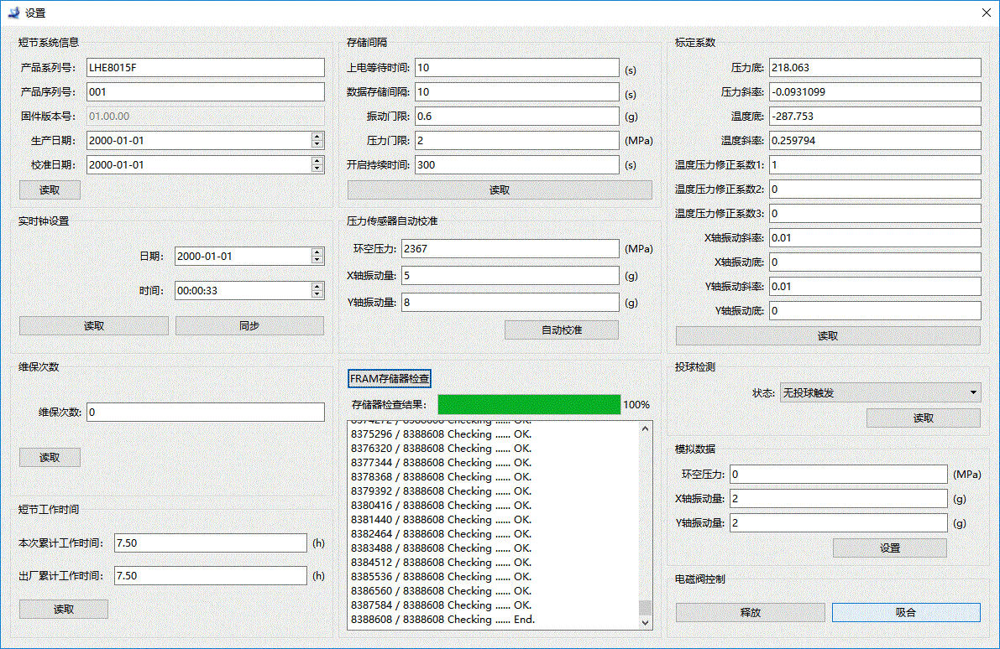 设置
短节系统信息
产品系列号: LHE8015F
产品序列号: 001
固件版本号: 01.00.00
生产日期: 2000-01-01
校准日期: 2000-01-01
读取
实时钟设置
日期: 2000-01-01
时间: 00:00:33
读取 同步
维保次数
维保次数: 0
读取
短节工作时间
本次累计工作时间: 7.50 (h)
出厂累计工作时间: 7.50 (h)
读取
存储间隔
上电等待时间: 10 (s)
数据存储间隔: 10 (s)
振动门限: 0.6 (g)
压力门限: 2 (MPa)
开启持续时间: 300 (s)
读取
压力传感器自动校准
环空压力: 2367 (MPa)
X轴振动量: 5 (g)
Y轴振动量: 8 (g)
自动校准
FRAM存储器检查
存储器检查结果: 100%
8374272 / 8388608 Checking ...... OK.
8375296 / 8388608 Checking ...... OK.
8376320 / 8388608 Checking ...... OK.
8377344 / 8388608 Checking ...... OK.
8378368 / 8388608 Checking ...... OK.
8379392 / 8388608 Checking ...... OK.
8380416 / 8388608 Checking ...... OK.
8381440 / 8388608 Checking ...... OK.
8382464 / 8388608 Checking ...... OK.
8383488 / 8388608 Checking ...... OK.
8384512 / 8388608 Checking ...... OK.
8385536 / 8388608 Checking ...... OK.
8386560 / 8388608 Checking ...... OK.
8387584 / 8388608 Checking ...... OK.
8388608 / 8388608 Checking ...... End.
标定系数
压力底: 218.063
压力斜率: -0.0931099
温度底: -287.753
温度斜率: 0.259794
温度压力修正系数1: 1
温度压力修正系数2: 0
温度压力修正系数3: 0
X轴振动斜率: 0.01
X轴振动底: 0
Y轴振动斜率: 0.01
Y轴振动底: 0
读取
投球检测
状态: 无投球触发
读取
模拟数据
环空压力: 0 (MPa)
X轴振动量: 2 (g)
Y轴振动量: 2 (g)
设置
电磁阀控制
释放 吸合